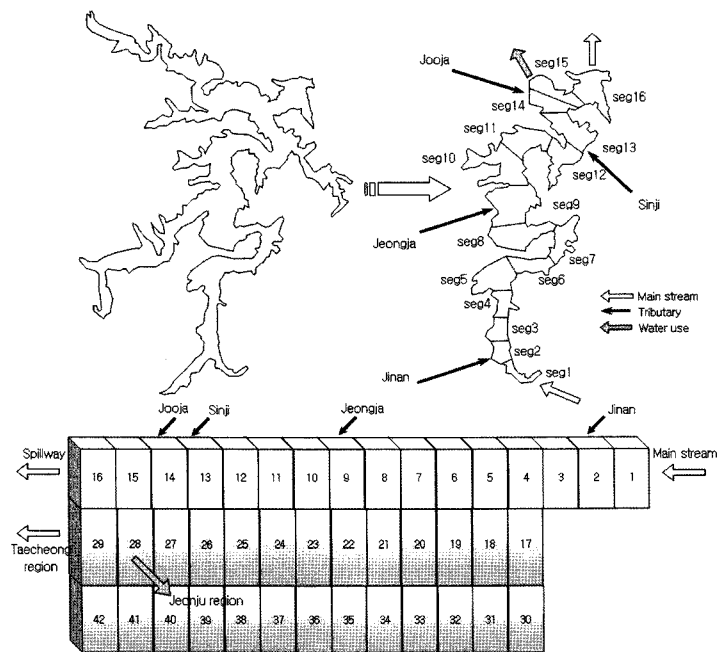 seg15
Jooja
seg16
seg14
seg11
seg13
seg10
seg12
Sinji
seg9
Jeongja
seg8
seg7
seg6
seg5
Main stream
seg4
Tributary
seg3
Water use
seg2
Jinan
seg1
Jooja Sinji Jeongja Jinan
Spillway
Main stream
16 15 14 13 12 11 10 9 8 7 6 5 4 3 2 1
Taecheong
region
29 28 27 26 25 24 23 22 21 20 19 18 17
Jeonju region
42 41 40 39 38 37 36 35 34 33 32 31 30